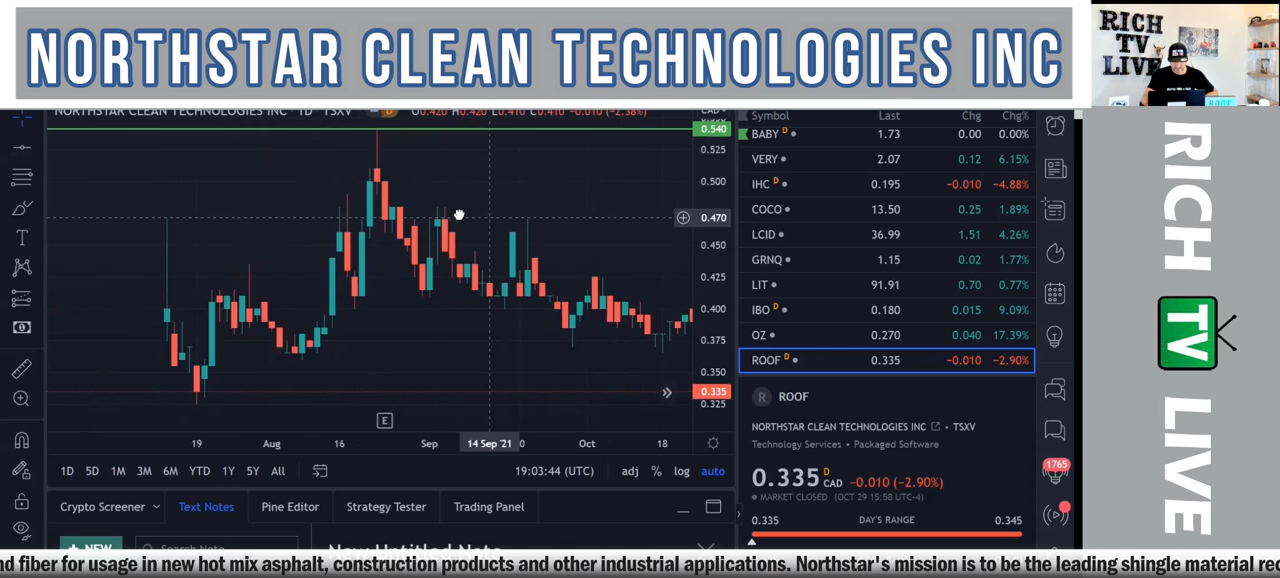 NORTHSTAR CLEAN TECHNOLOGIES INC
RICH
TV
LIVE
ROOF
NORTHSTAR CLEAN TECHNOLOGIES INC 1D TSXV D O0.420 H0.420 L0.410 C0.410 −0.010 (−2.38%)
CAD
0.540
0.525
0.500
0.470
0.450
0.425
0.400
0.375
0.350
0.335
0.325
E
19 Aug 16 Sep 14 Sep '21 Oct 18
1D 5D 1M 3M 6M YTD 1Y 5Y All 19:03:44 (UTC) adj % log auto
Crypto Screener Text Notes Pine Editor Strategy Tester Trading Panel
+ NEW Search Note New Untitled Note
Symbol Last Chg Chg%
BABY D 1.73 0.00 0.00%
VERY 2.07 0.12 6.15%
IHC D 0.195 −0.010 −4.88%
COCO 13.50 0.25 1.89%
LCID 36.99 1.51 4.26%
GRNQ 1.15 0.02 1.77%
LIT 91.91 0.70 0.77%
IBO D 0.180 0.015 9.09%
OZ 0.270 0.040 17.39%
ROOF D 0.335 −0.010 −2.90%
R ROOF
NORTHSTAR CLEAN TECHNOLOGIES INC • TSXV
Technology Services • Packaged Software
0.335 D CAD −0.010 (−2.90%)
MARKET CLOSED (OCT 29 15:58 UTC-4)
0.335 DAY'S RANGE 0.345
1765
RICH TV LIVE
nd fiber for usage in new hot mix asphalt, construction products and other industrial applications. Northstar's mission is to be the leading shingle material rec